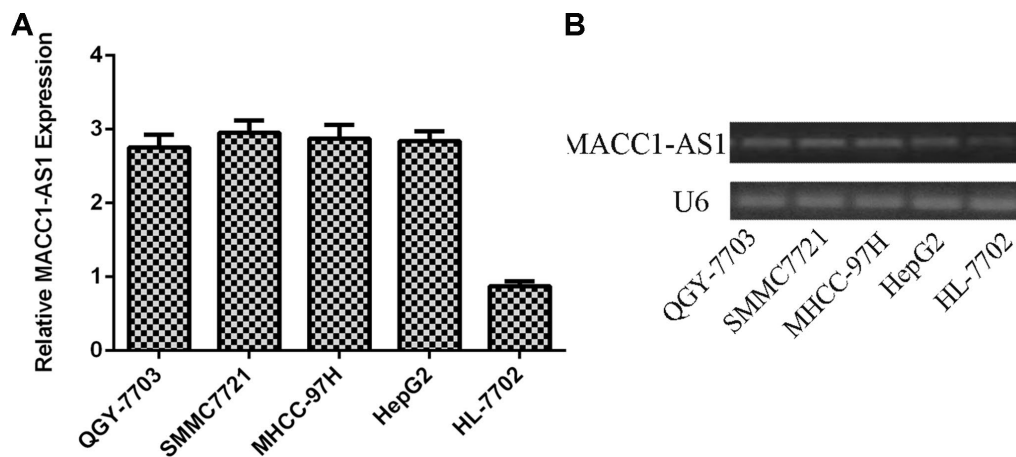 A
Relative MACC1-AS1 Expression
4
3
2
1
0
QGY-7703
SMMC7721
MHCC-97H
HepG2
HL-7702
B
MACC1-AS1
U6
QGY-7703
SMMC7721
MHCC-97H
HepG2
HL-7702